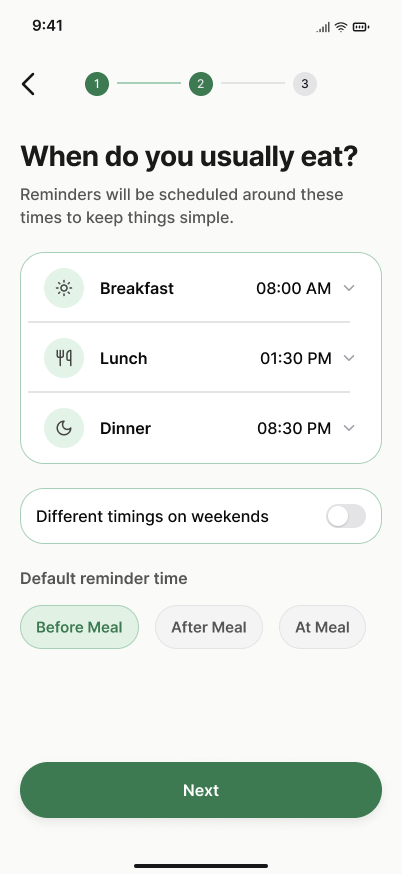 9:41
1 2 3
When do you usually eat?
Reminders will be scheduled around these
times to keep things simple.
Breakfast 08:00 AM
Lunch 01:30 PM
Dinner 08:30 PM
Different timings on weekends
Default reminder time
Before Meal After Meal At Meal
Next